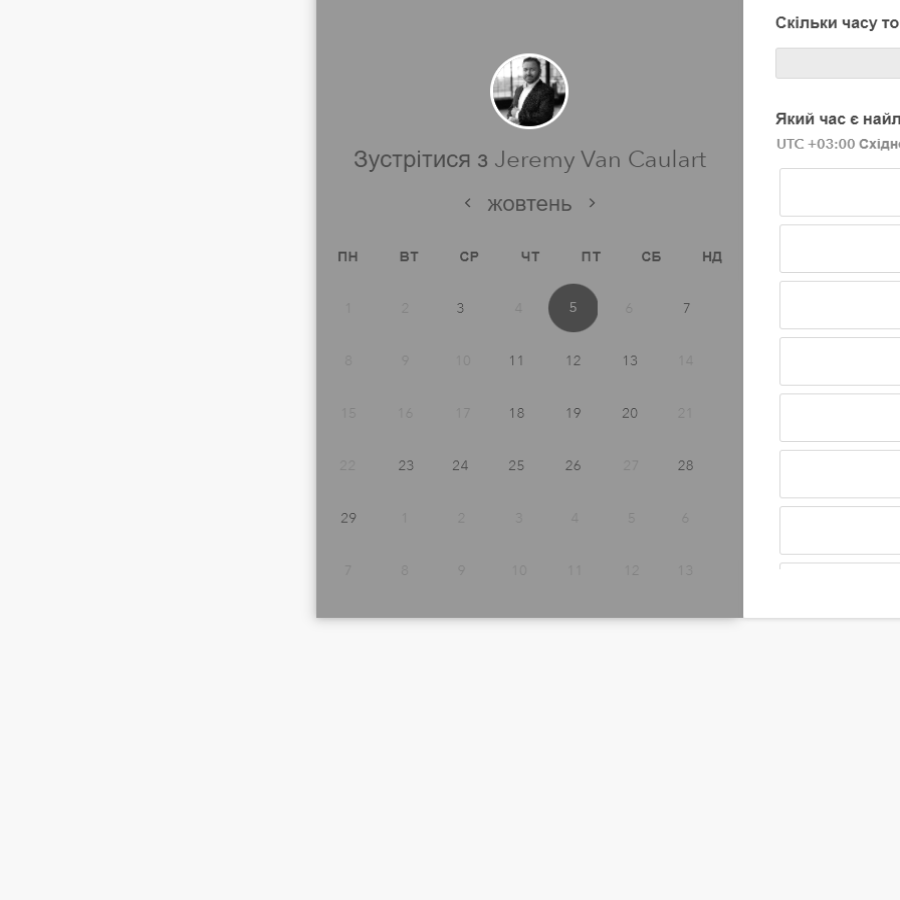 Зустрітися з Jeremy Van Caulart
жовтень
ПН ВТ СР ЧТ ПТ СБ НД
1 2 3 4 5 6 7
8 9 10 11 12 13 14
15 16 17 18 19 20 21
22 23 24 25 26 27 28
29 1 2 3 4 5 6
7 8 9 10 11 12 13
Скільки часу
Який час є
UTC +03:00